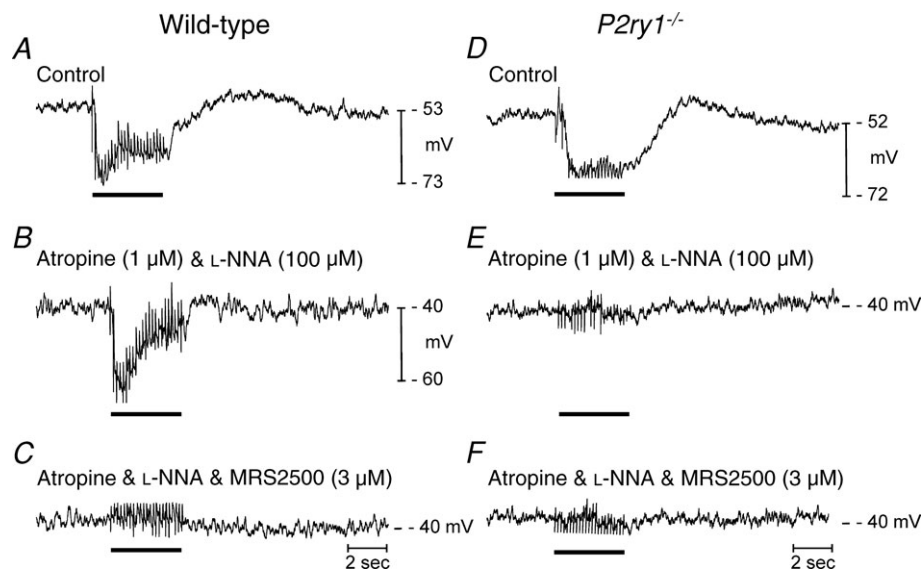 Wild-type
P2ry1-/-
A
Control
- 53
mV
- 73
B
Atropine (1 µM) & L-NNA (100 µM)
- 40
mV
- 60
C
Atropine & L-NNA & MRS2500 (3 µM)
- - 40 mV
2 sec
D
Control
- 52
mV
- 72
E
Atropine (1 µM) & L-NNA (100 µM)
- - 40 mV
F
Atropine & L-NNA & MRS2500 (3 µM)
- - 40 mV
2 sec